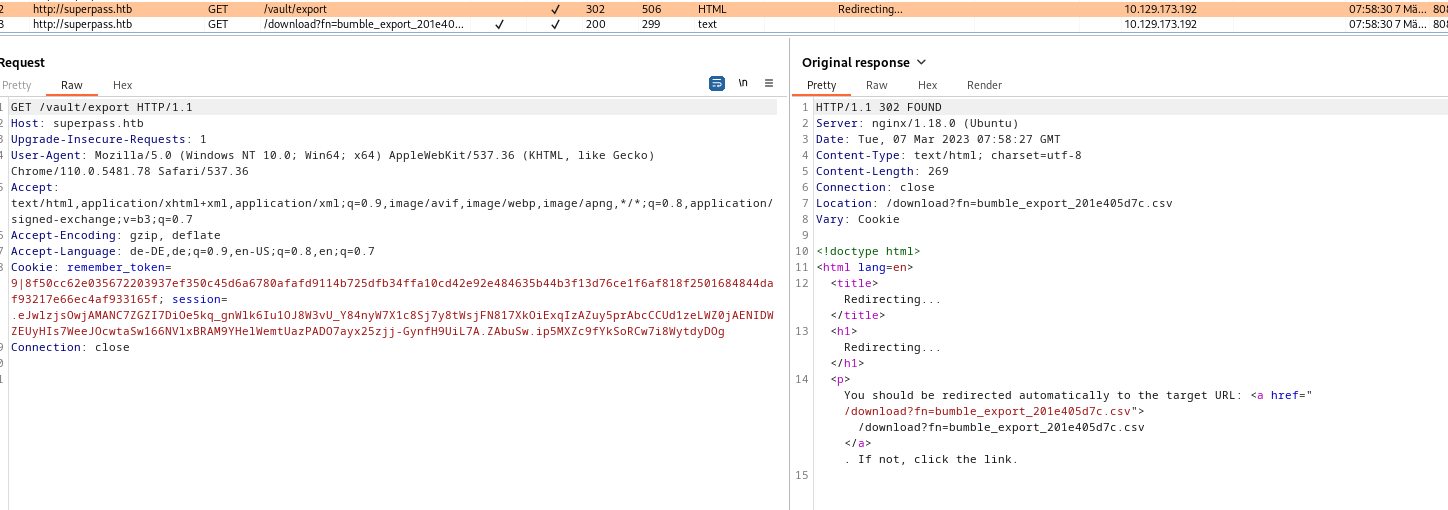 2 http://superpass.htb GET /vault/export ✓ 302 506 HTML Redirecting... 10.129.173.192 07:58:30 7 Mä... 808
3 http://superpass.htb GET /download?fn=bumble_export_201e40... ✓ ✓ 200 299 text 10.129.173.192 07:58:30 7 Mä... 808
Request
Pretty Raw Hex
\n
1 GET /vault/export HTTP/1.1
2 Host: superpass.htb
3 Upgrade-Insecure-Requests: 1
4 User-Agent: Mozilla/5.0 (Windows NT 10.0; Win64; x64) AppleWebKit/537.36 (KHTML, like Gecko)
Chrome/110.0.5481.78 Safari/537.36
5 Accept:
text/html,application/xhtml+xml,application/xml;q=0.9,image/avif,image/webp,image/apng,*/*;q=0.8,application/
signed-exchange;v=b3;q=0.7
6 Accept-Encoding: gzip, deflate
7 Accept-Language: de-DE,de;q=0.9,en-US;q=0.8,en;q=0.7
8 Cookie: remember_token=
9|8f50cc62e035672203937ef350c45d6a6780afafd9114b725dfb34ffa10cd42e92e484635b44b3f13d76ce1f6af818f2501684844da
f93217e66ec4af933165f; session=
.eJwlzjsOwjAMANC7ZGZI7DiOe5kq_gnWlk6Iu1OJ8W3vU_Y84nyW7X1c8Sj7y8tWsjFN817XkOiExqIzAZuy5prAbcCCUd1zeLWZ0jAENIDW
ZEUyHIs7WeeJOcwtaSw166NVlxBRAM9YHelWemtUazPADO7ayx25zjj-GynfH9UiL7A.ZAbuSw.ip5MXZc9fYkSoRCw7i8WytdyDOg
9 Connection: close
0
1
Original response
Pretty Raw Hex Render
1 HTTP/1.1 302 FOUND
2 Server: nginx/1.18.0 (Ubuntu)
3 Date: Tue, 07 Mar 2023 07:58:27 GMT
4 Content-Type: text/html; charset=utf-8
5 Content-Length: 269
6 Connection: close
7 Location: /download?fn=bumble_export_201e405d7c.csv
8 Vary: Cookie
9
10 <!doctype html>
11 <html lang=en>
12 <title>
Redirecting...
</title>
13 <h1>
Redirecting...
</h1>
14 <p>
You should be redirected automatically to the target URL: <a href="
/download?fn=bumble_export_201e405d7c.csv">
/download?fn=bumble_export_201e405d7c.csv
</a>
. If not, click the link.
15